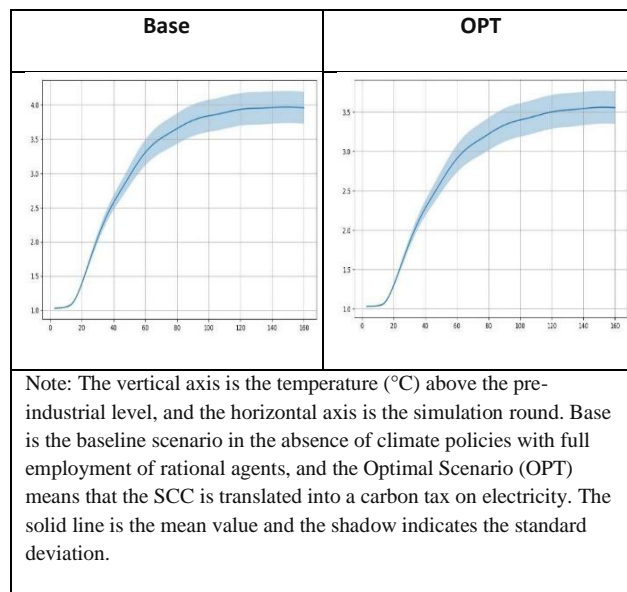 Base
OPT
4.0
3.5
3.0
2.5
2.0
1.5
1.0
0 20 40 60 80 100 120 140 160
3.5
3.0
2.5
2.0
1.5
1.0
0 20 40 60 80 100 120 140 160
Note: The vertical axis is the temperature (°C) above the pre-
industrial level, and the horizontal axis is the simulation round. Base
is the baseline scenario in the absence of climate policies with full
employment of rational agents, and the Optimal Scenario (OPT)
means that the SCC is translated into a carbon tax on electricity. The
solid line is the mean value and the shadow indicates the standard
deviation.